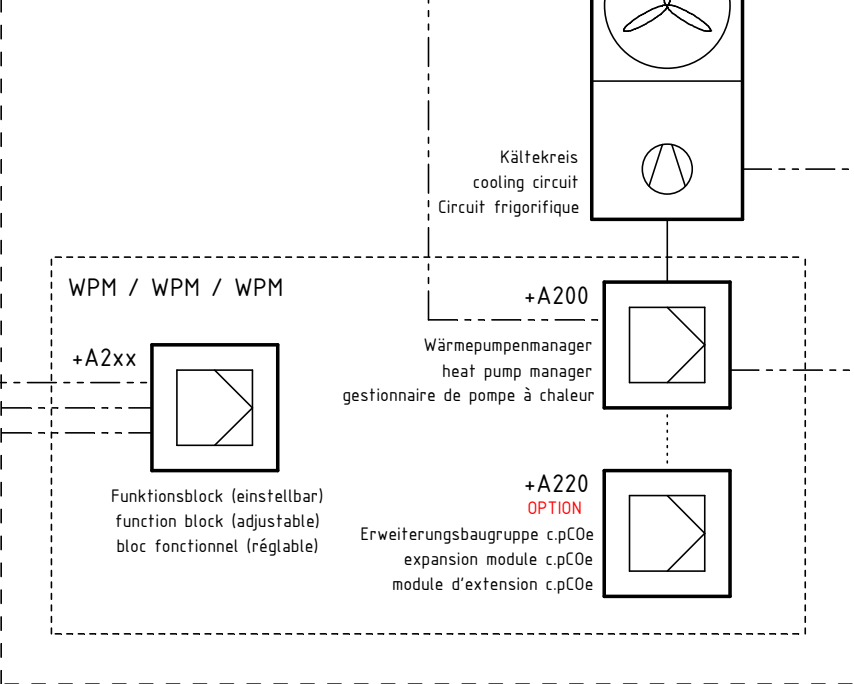 Kältekreis
cooling circuit
Circuit frigorifique
WPM / WPM / WPM
+A200
Wärmepumpenmanager
heat pump manager
gestionnaire de pompe à chaleur
+A2xx
Funktionsblock (einstellbar)
function block (adjustable)
bloc fonctionnel (réglable)
+A220
OPTION
Erweiterungsbaugruppe c.pCOe
expansion module c.pCOe
module d'extension c.pCOe